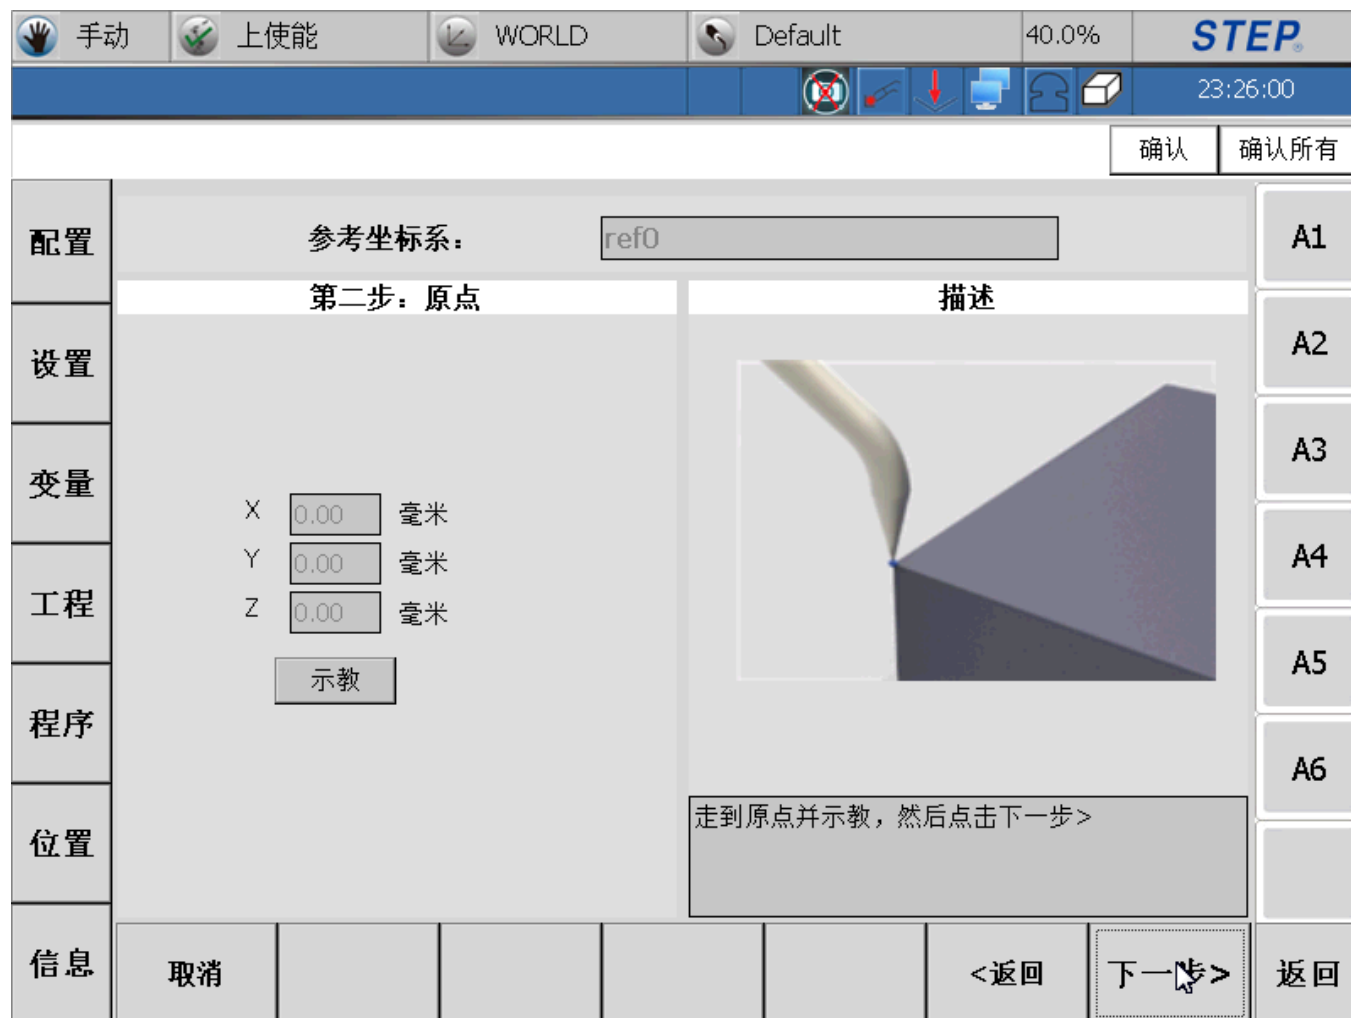 手动 上使能 WORLD Default 40.0% STEP®
23:26:00
确认 确认所有
配置
设置
变量
工程
程序
位置
信息
参考坐标系： ref0
第二步：原点
X 0.00 毫米
Y 0.00 毫米
Z 0.00 毫米
示教
描述
走到原点并示教，然后点击下一步>
A1
A2
A3
A4
A5
A6
取消 <返回 下一步> 返回